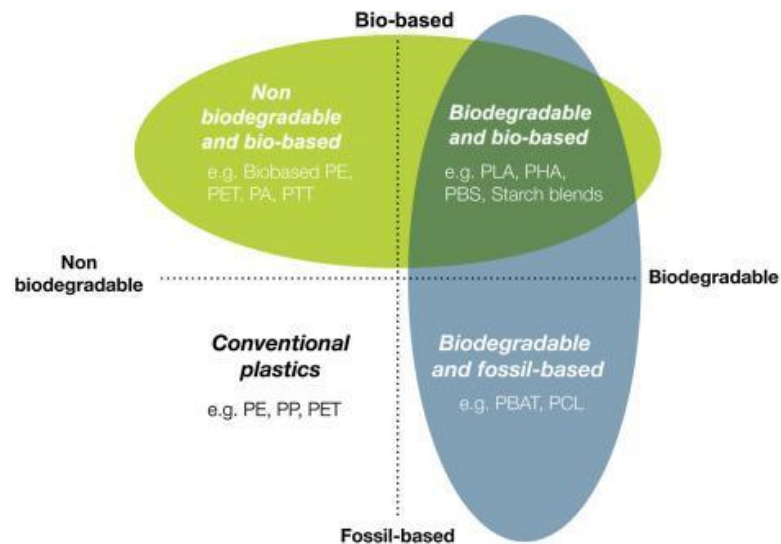 Bio-based
Non
biodegradable
and bio-based
e.g. Biobased PE,
PET, PA, PTT
Biodegradable
and bio-based
e.g. PLA, PHA,
PBS, Starch blends
Non
biodegradable
Biodegradable
Conventional
plastics
e.g. PE, PP, PET
Biodegradable
and fossil-based
e.g. PBAT, PCL
Fossil-based